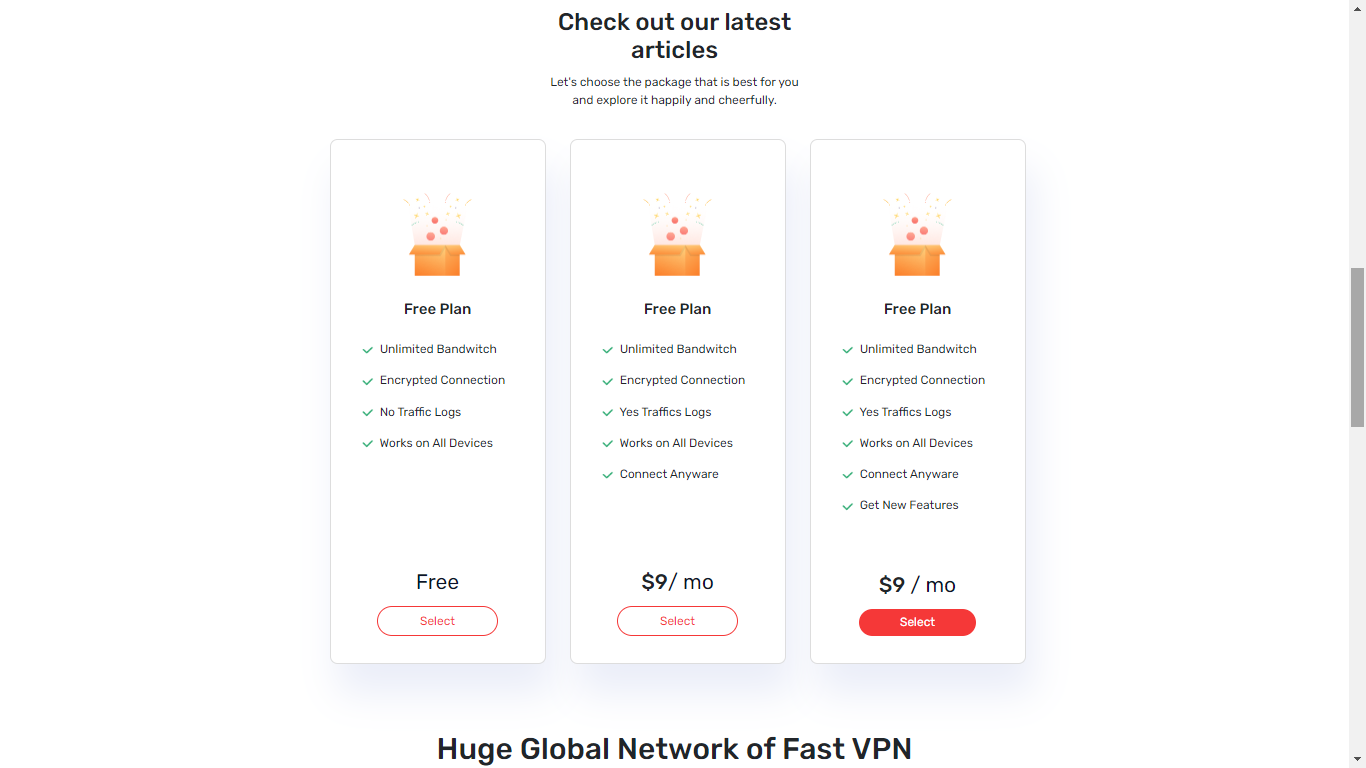 Check out our latest
articles
Let's choose the package that is best for you
and explore it happily and cheerfully.
Free Plan
Unlimited Bandwitch
Encrypted Connection
No Traffic Logs
Works on All Devices
Free
Select
Free Plan
Unlimited Bandwitch
Encrypted Connection
Yes Traffics Logs
Works on All Devices
Connect Anyware
$9/ mo
Select
Free Plan
Unlimited Bandwitch
Encrypted Connection
Yes Traffics Logs
Works on All Devices
Connect Anyware
Get New Features
$9 / mo
Select
Huge Global Network of Fast VPN